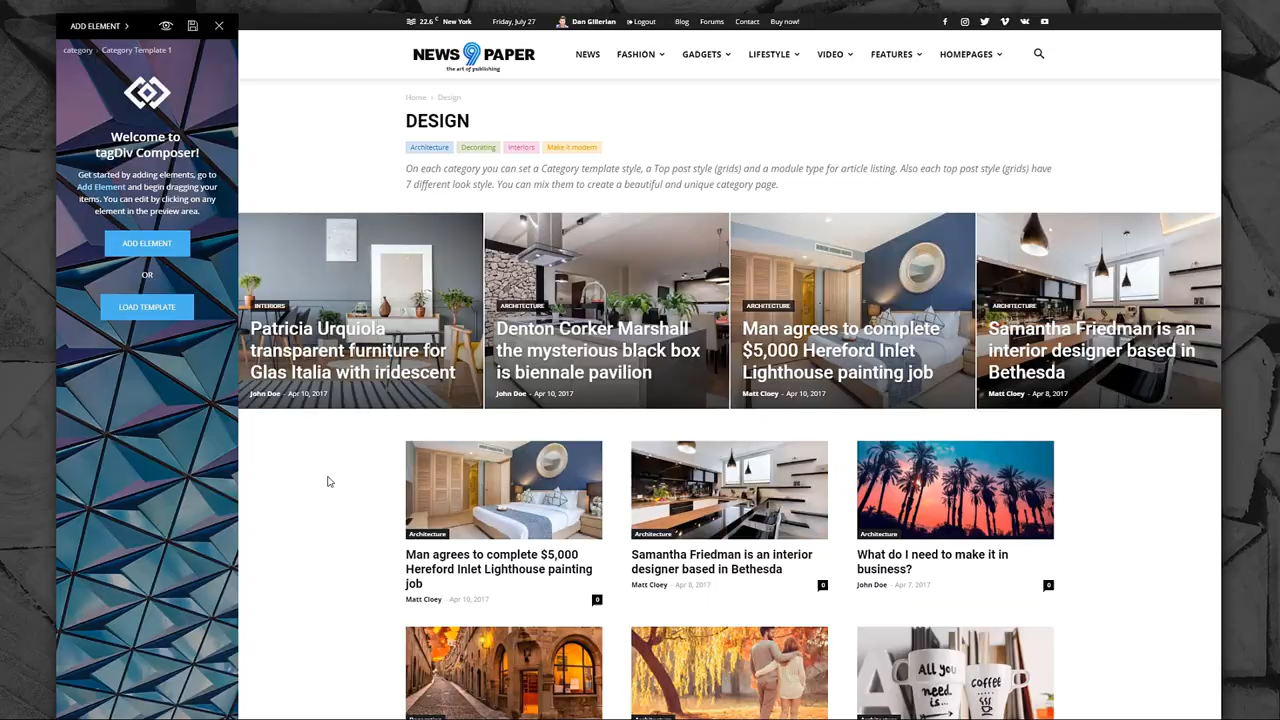 ADD ELEMENT
category › Category Template 1
Welcome to
tagDiv Composer!
Get started by adding elements, go to
Add Element and begin dragging your
items. You can edit by clicking on any
element in the preview area.
ADD ELEMENT
OR
LOAD TEMPLATE
22.6 C New York Friday, July 27 Dan Gillerian Logout Blog Forums Contact Buy now!
NEWS 9 PAPER
the art of publishing
NEWS FASHION GADGETS LIFESTYLE VIDEO FEATURES HOMEPAGES
Home › Design
DESIGN
Architecture Decorating Interiors Make it modern
On each category you can set a Category template style, a Top post style (grids) and a module type for article listing. Also each top post style (grids) have
7 different look style. You can mix them to create a beautiful and unique category page.
INTERIORS
Patricia Urquiola
transparent furniture for
Glas Italia with iridescent
John Doe - Apr 10, 2017
ARCHITECTURE
Denton Corker Marshall
the mysterious black box
is biennale pavilion
John Doe - Apr 10, 2017
ARCHITECTURE
Man agrees to complete
$5,000 Hereford Inlet
Lighthouse painting job
Matt Cloey - Apr 10, 2017
ARCHITECTURE
Samantha Friedman is an
interior designer based in
Bethesda
Matt Cloey - Apr 8, 2017
Architecture
Man agrees to complete $5,000
Hereford Inlet Lighthouse painting
job
Matt Cloey - Apr 10, 2017 0
Architecture
Samantha Friedman is an interior
designer based in Bethesda
Matt Cloey - Apr 8, 2017 0
Architecture
What do I need to make it in
business?
John Doe - Apr 7, 2017 0
All you
need
is...
COFFEE